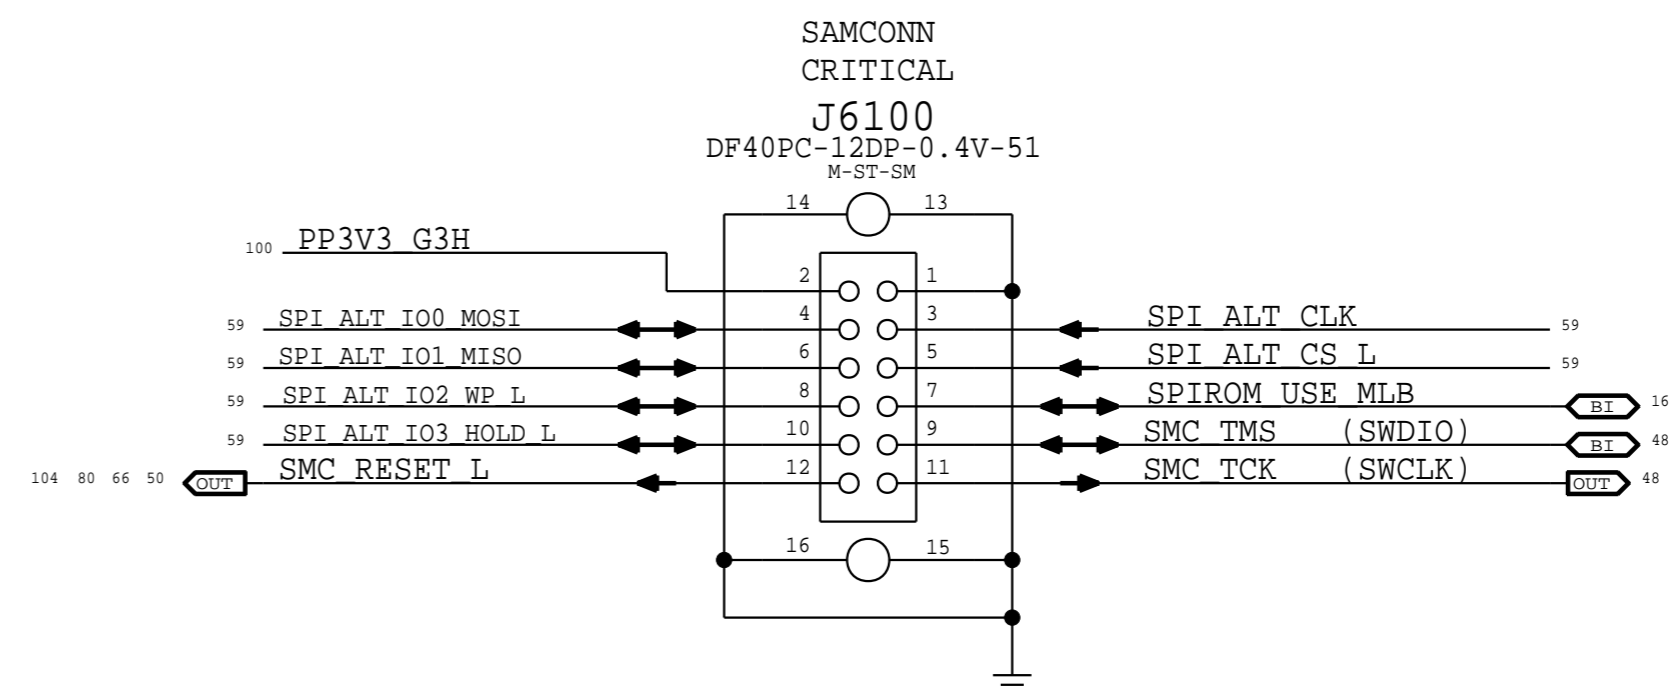 SAMCONN
CRITICAL
J6100
DF40PC-12DP-0.4V-51
M-ST-SM
14 13
100 PP3V3_G3H
2 1
59 SPI_ALT_IO0_MOSI 4 3 SPI_ALT_CLK 59
59 SPI_ALT_IO1_MISO 6 5 SPI_ALT_CS_L 59
59 SPI_ALT_IO2_WP_L 8 7 SPIROM_USE_MLB BI 16
59 SPI_ALT_IO3_HOLD_L 10 9 SMC_TMS (SWDIO) BI 48
104 80 66 50 OUT SMC_RESET_L 12 11 SMC_TCK (SWCLK) OUT 48
16 15